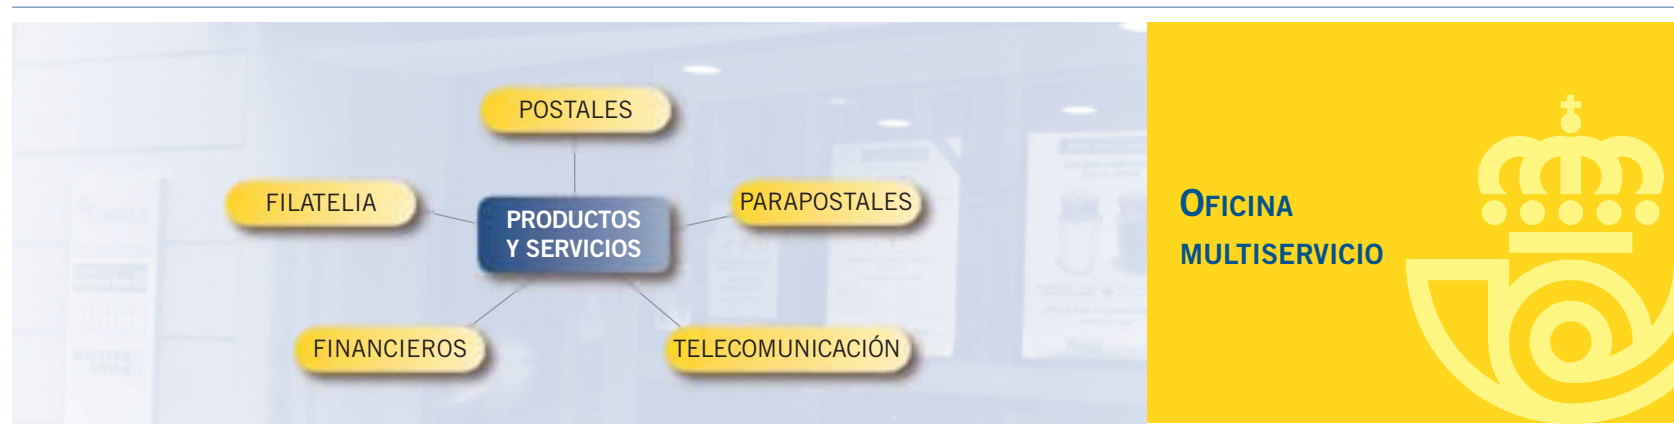 POSTALES
FILATELIA
PARAPOSTALES
PRODUCTOS
Y SERVICIOS
FINANCIEROS
TELECOMUNICACIÓN
OFICINA
MULTISERVICIO